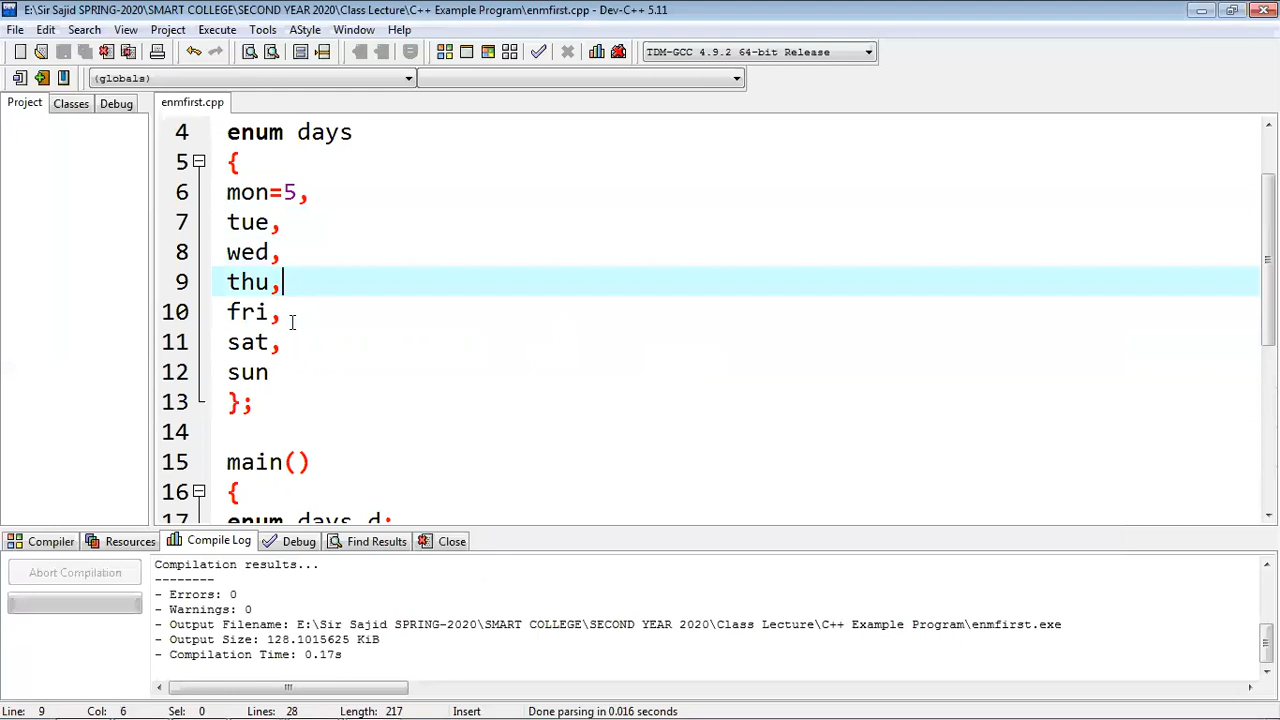 E:\Sir Sajid SPRING-2020\SMART COLLEGE\SECOND YEAR 2020\Class Lecture\C++ Example Program\enmfirst.cpp - Dev-C++ 5.11
File Edit Search View Project Execute Tools AStyle Window Help
TDM-GCC 4.9.2 64-bit Release
(globals)
Project Classes Debug enmfirst.cpp
4 enum days
5 {
6 mon=5,
7 tue,
8 wed,
9 thu,
10 fri,
11 sat,
12 sun
13 };
14
15 main()
16 {
17 enum days d;
Compiler Resources Compile Log Debug Find Results Close
Abort Compilation
Compilation results...
--------
- Errors: 0
- Warnings: 0
- Output Filename: E:\Sir Sajid SPRING-2020\SMART COLLEGE\SECOND YEAR 2020\Class Lecture\C++ Example Program\enmfirst.exe
- Output Size: 128.1015625 KiB
- Compilation Time: 0.17s
Line: 9 Col: 6 Sel: 0 Lines: 28 Length: 217 Insert Done parsing in 0.016 seconds